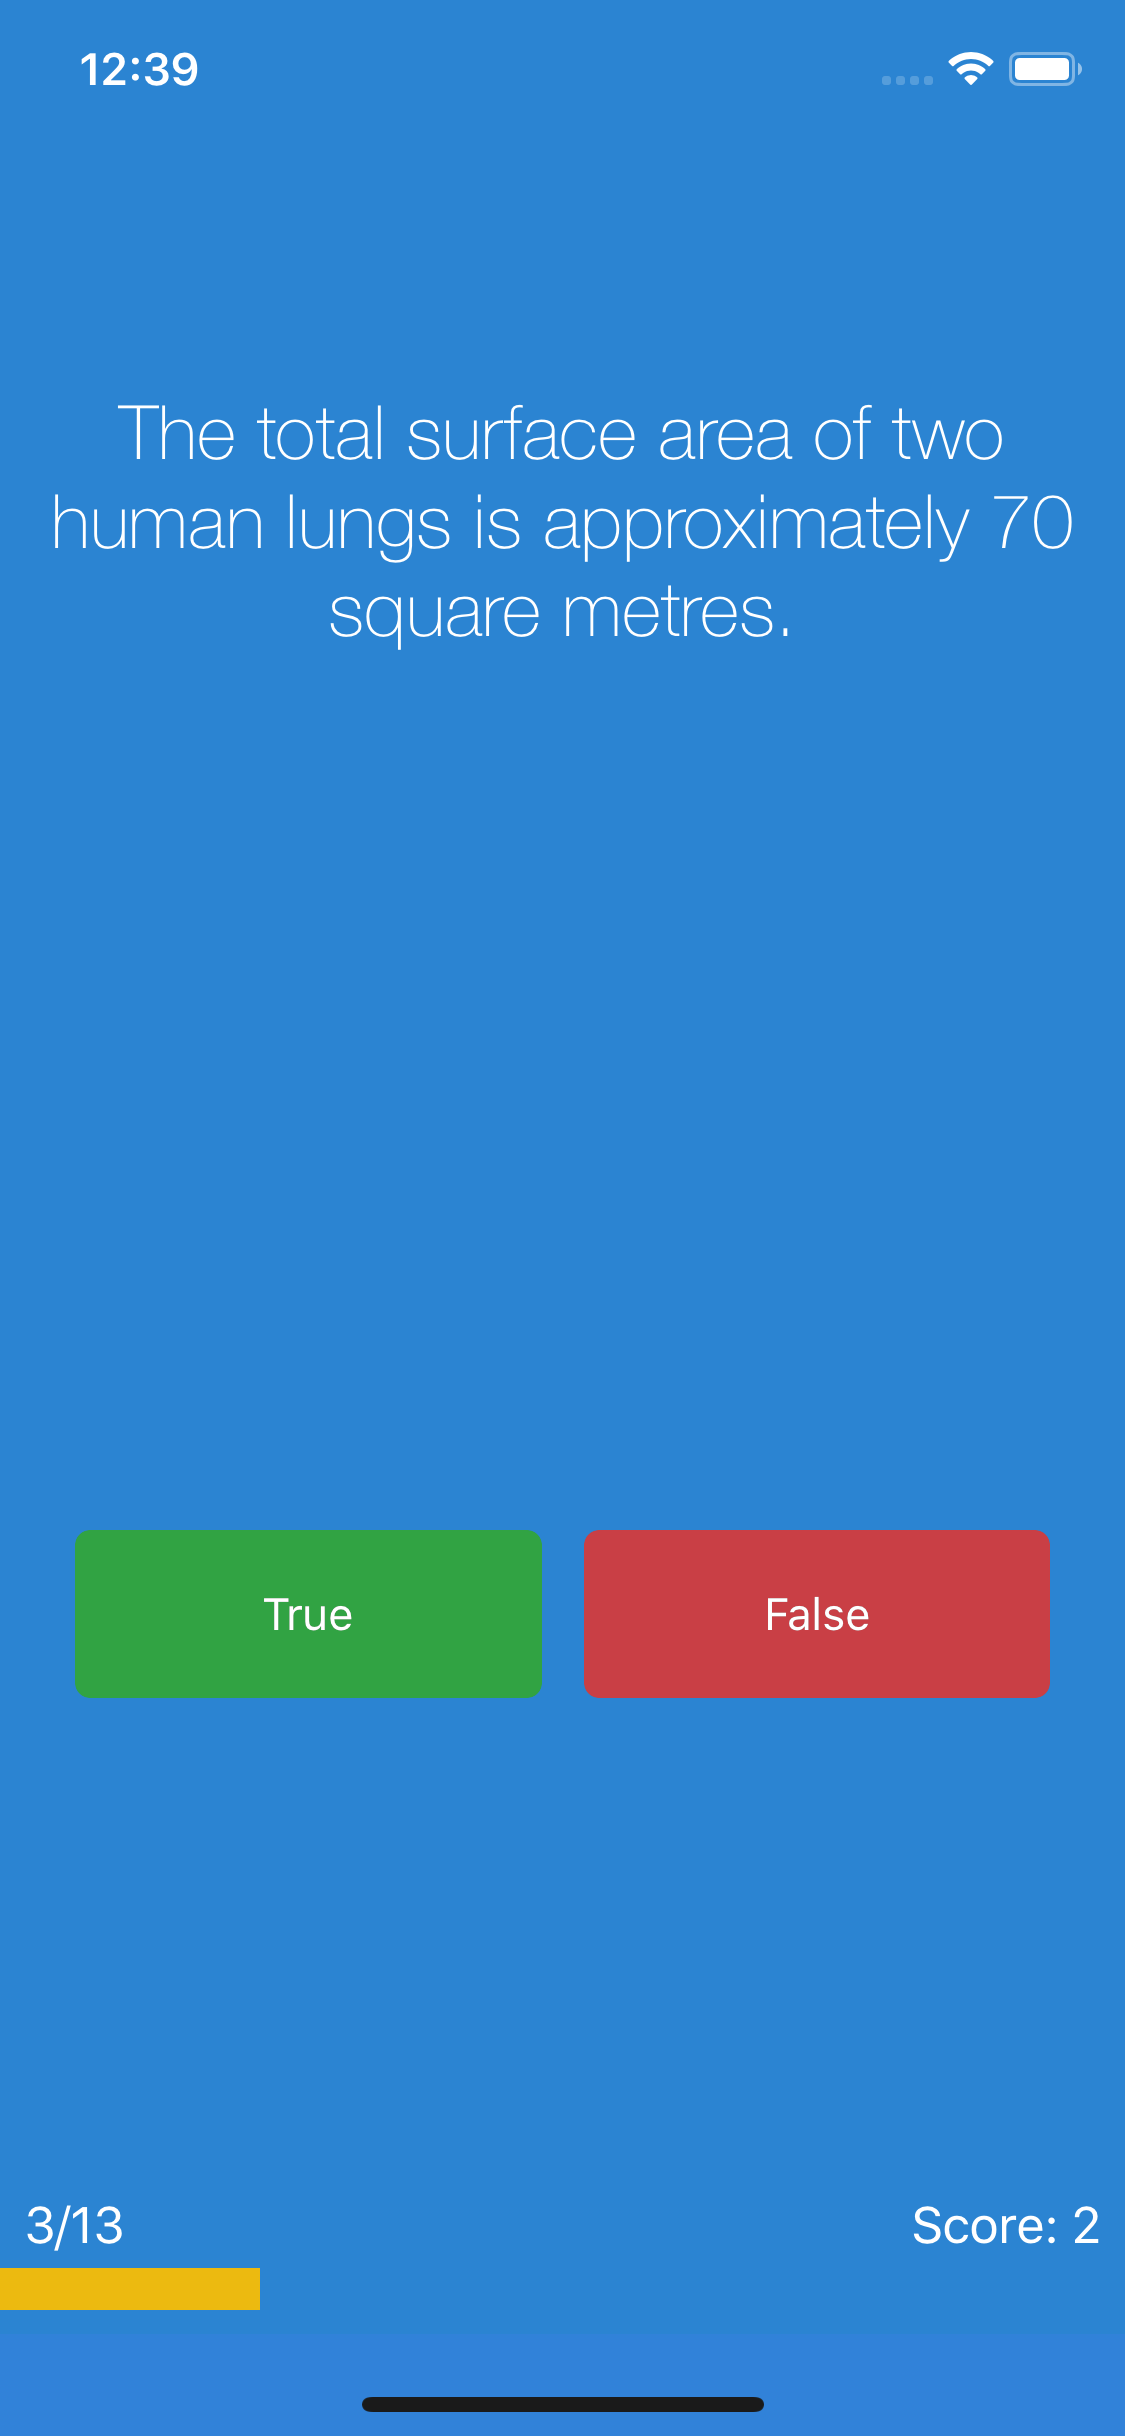 12:39
The total surface area of two
human lungs is approximately 70
square metres.
True
False
3/13
Score: 2